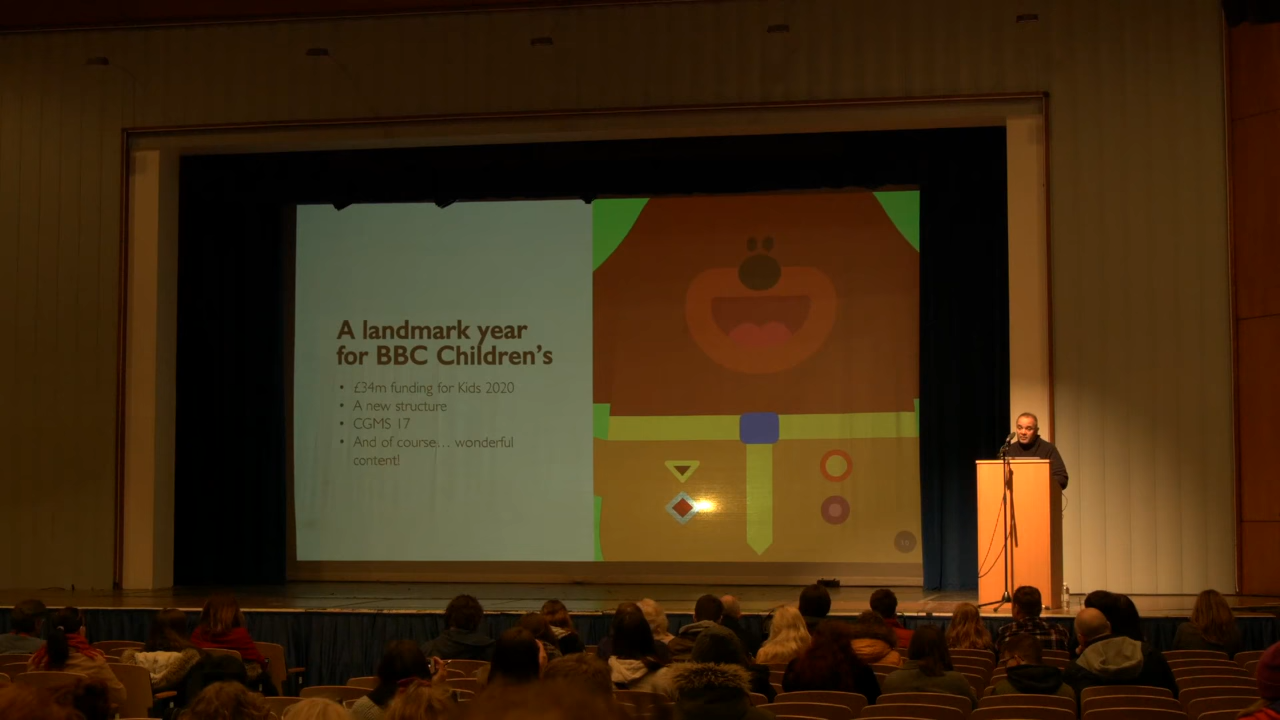 A landmark year
for BBC Children's
• £34m funding for Kids 2020
• A new structure
• CGMS 17
• And of course... wonderful
content!